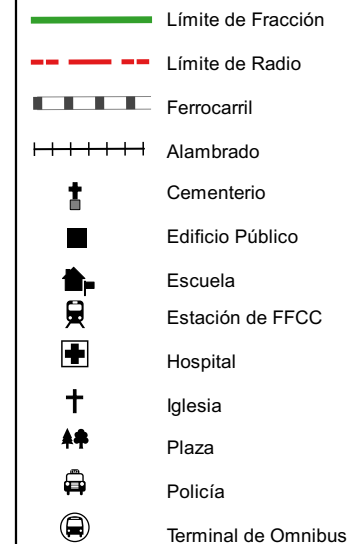 Límite de Fracción
Límite de Radio
Ferrocarril
Alambrado
Cementerio
Edificio Público
Escuela
Estación de FFCC
Hospital
Iglesia
Plaza
Policía
Terminal de Omnibus